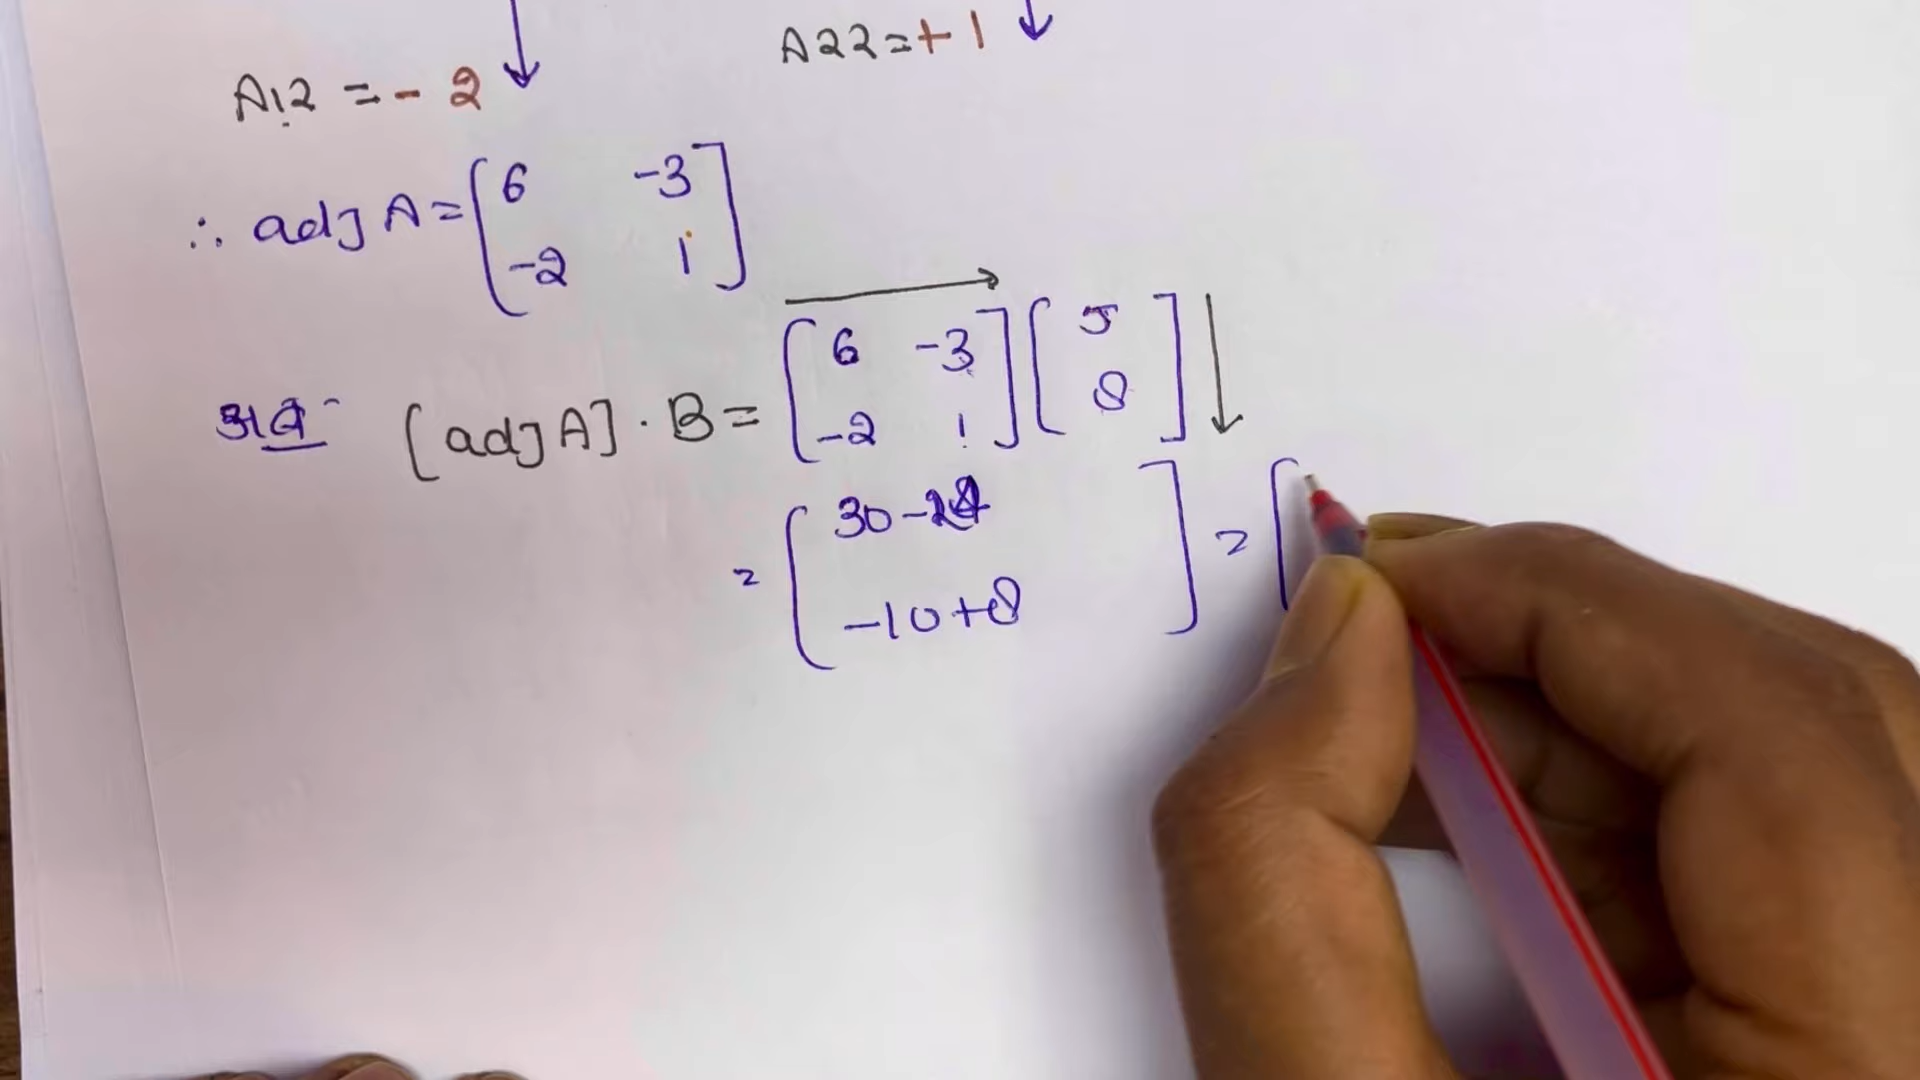 A12 = - 2
A22 = + 1
∴ adj A = [6 -3
-2 1]
अब [adj A] · B = [6 -3
-2 1] [5
8]
= [30 - 24
-10 + 8] = [